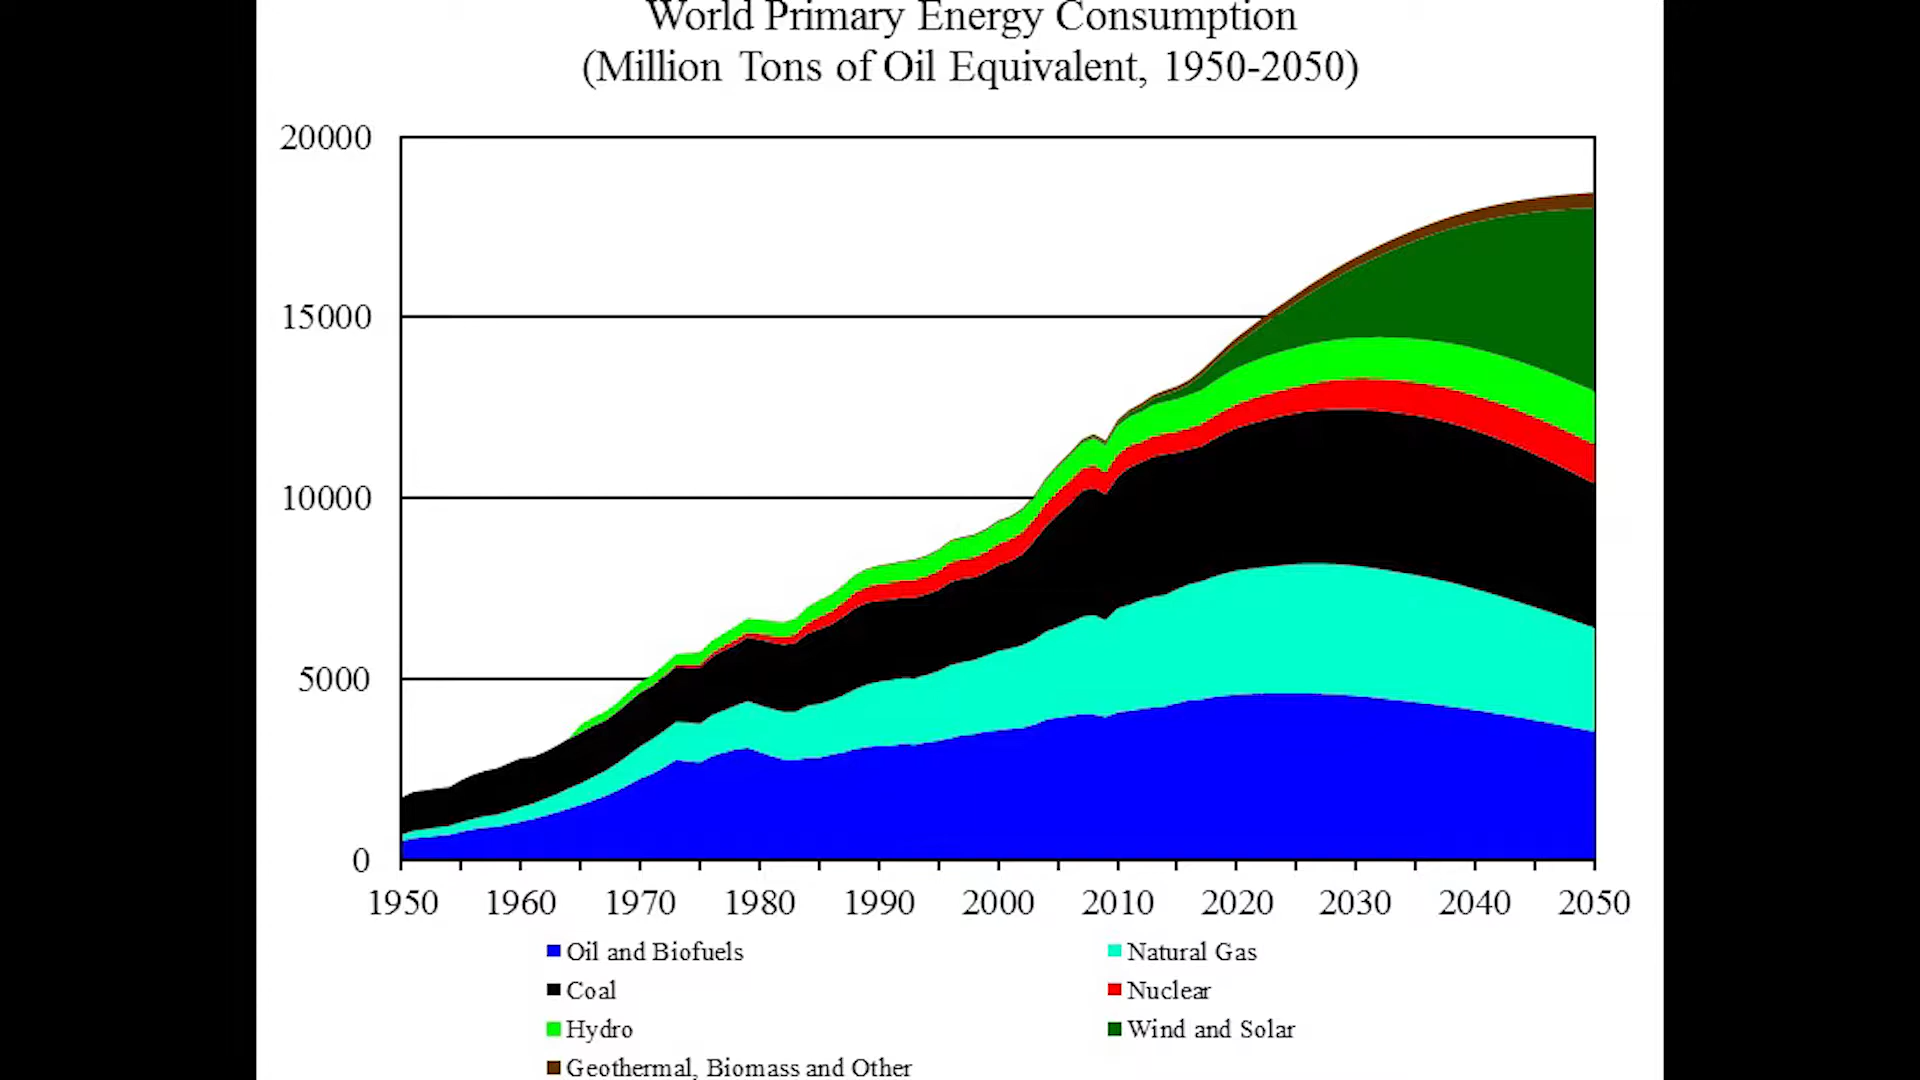 World Primary Energy Consumption
(Million Tons of Oil Equivalent, 1950-2050)
20000
15000
10000
5000
0
1950 1960 1970 1980 1990 2000 2010 2020 2030 2040 2050
Oil and Biofuels Natural Gas
Coal Nuclear
Hydro Wind and Solar
Geothermal, Biomass and Other